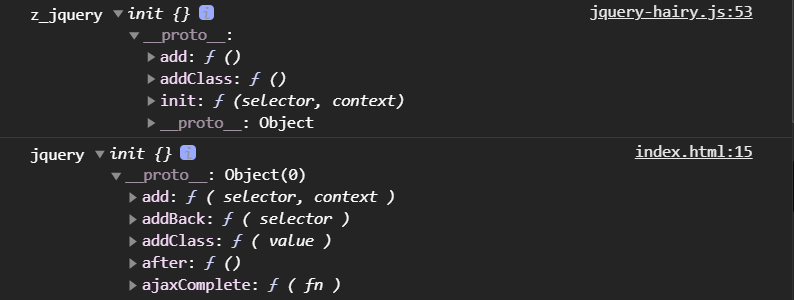 z_jquery ▼init {} i jquery-hairy.js:53
▼__proto__:
▶add: ƒ ()
▶addClass: ƒ ()
▶init: ƒ (selector, context)
▶__proto__: Object
jquery ▼init {} i index.html:15
▼__proto__: Object(0)
▶add: ƒ ( selector, context )
▶addBack: ƒ ( selector )
▶addClass: ƒ ( value )
▶after: ƒ ()
▶ajaxComplete: ƒ ( fn )